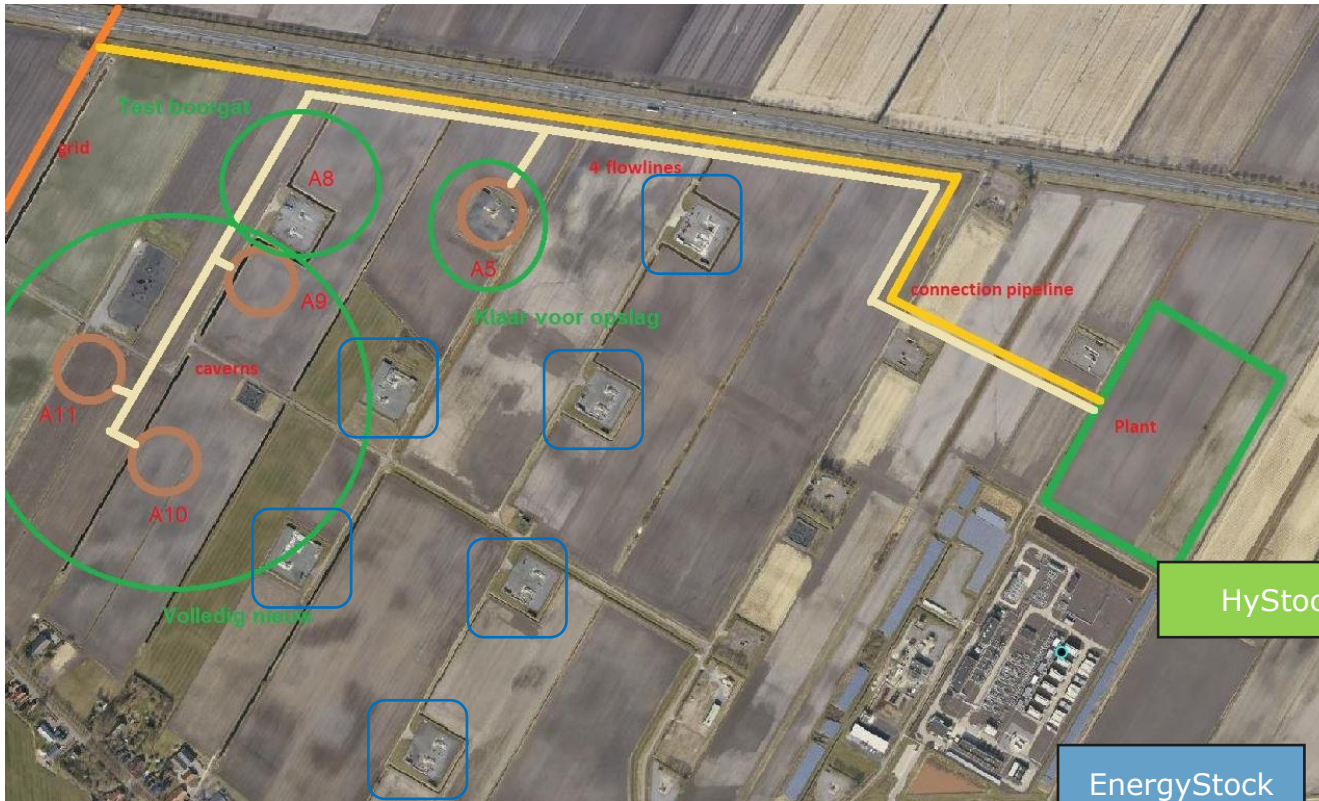 Test boorgat
grid
A8
4 flowlines
A5
A9
connection pipeline
Klaar voor opslag
caverns
A11
Plant
A10
HyStoc
Volledig nieuw
EnergyStock